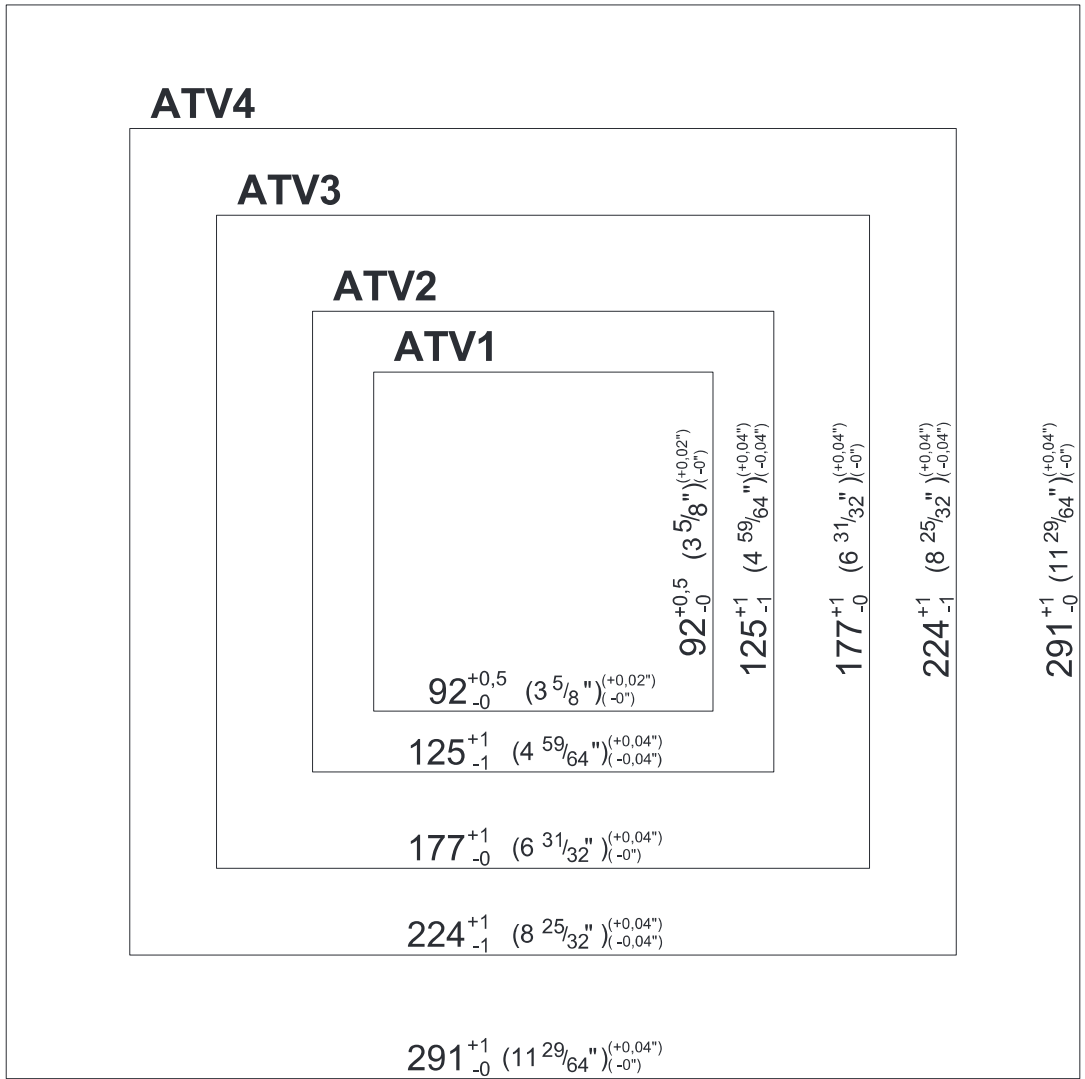 ATV4
ATV3
ATV2
ATV1
92 +0,5 -0 (3 5/8") (+0,02") (-0")
125 +1 -1 (4 59/64") (+0,04") (-0,04")
177 +1 -0 (6 31/32" ) (+0,04") (-0")
224 +1 -1 (8 25/32" ) (+0,04") (-0,04")
291 +1 -0 (11 29/64") (+0,04") (-0")
92 +0,5 -0 (3 5/8") (+0,02") (-0")
125 +1 -1 (4 59/64") (+0,04") (-0,04")
177 +1 -0 (6 31/32" ) (+0,04") (-0")
224 +1 -1 (8 25/32" ) (+0,04") (-0,04")
291 +1 -0 (11 29/64") (+0,04") (-0")